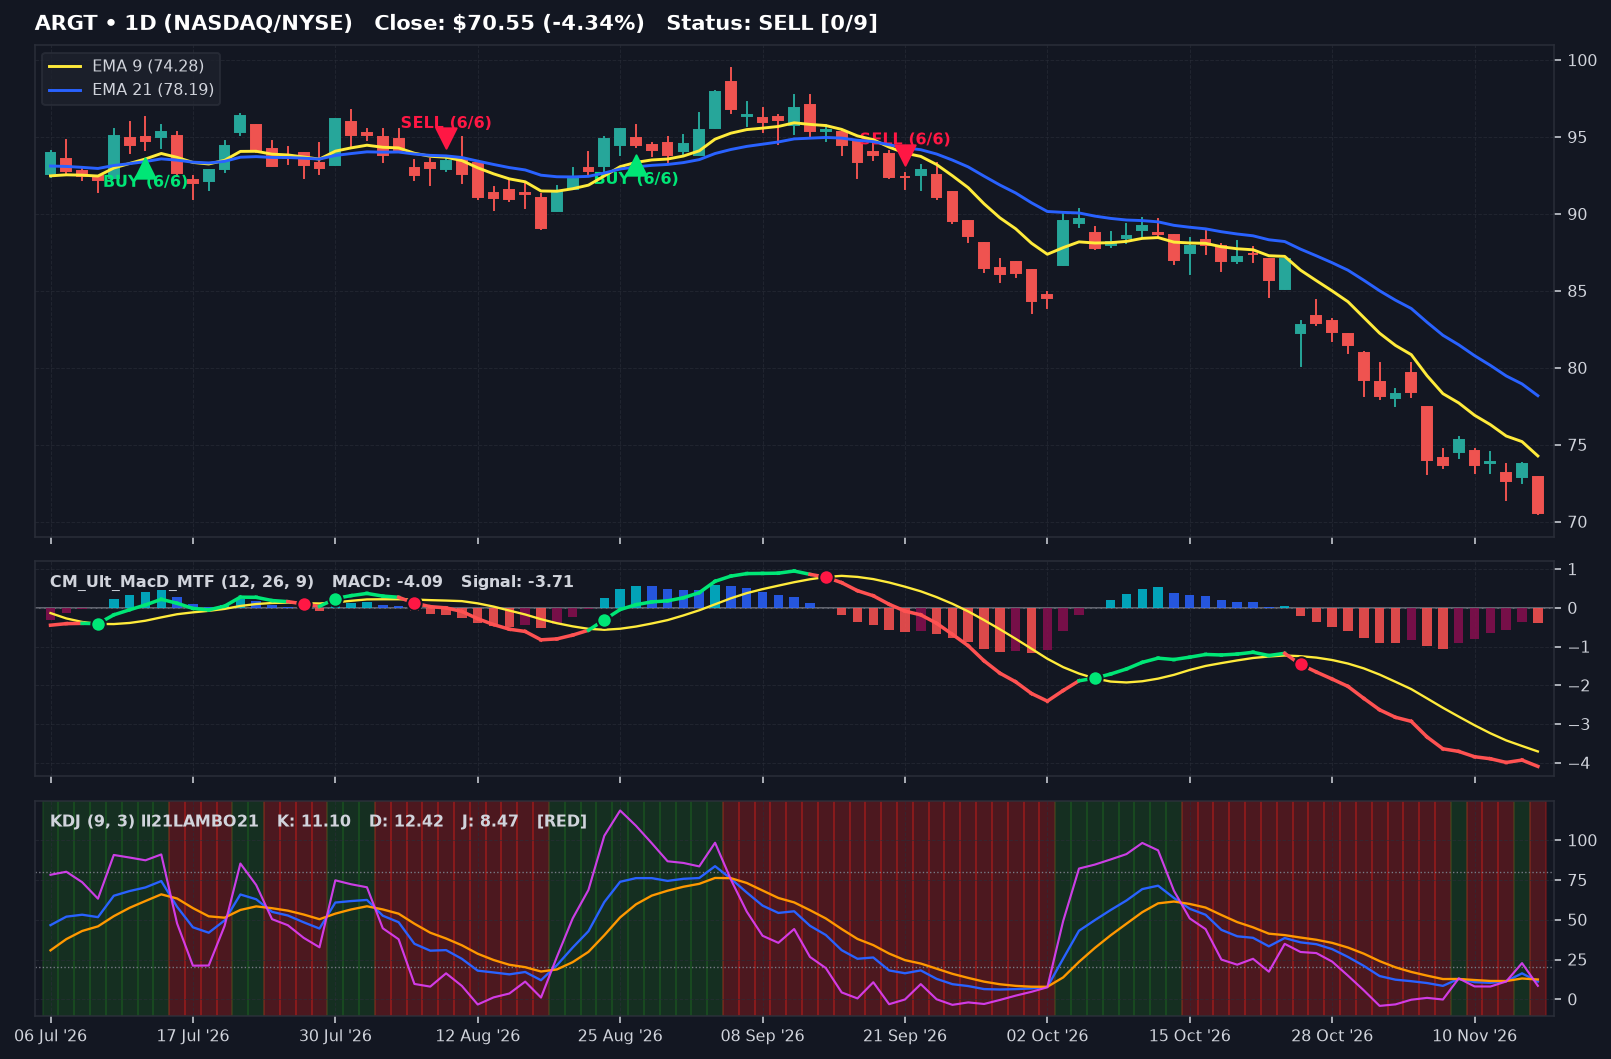 ARGT • 1D (NASDAQ/NYSE)   Close: $70.55 (-4.34%)   Status: SELL [0/9]
EMA 9 (74.28)
EMA 21 (78.19)
100
95
90
85
80
75
70
SELL (6/6)
SELL (6/6)
BUY (6/6)
BUY (6/6)
CM_Ult_MacD_MTF (12, 26, 9)   MACD: -4.09   Signal: -3.71
1
0
−1
−2
−3
−4
KDJ (9, 3) II21LAMBO21   K: 11.10   D: 12.42   J: 8.47   [RED]
100
75
50
25
0
06 Jul '26
17 Jul '26
30 Jul '26
12 Aug '26
25 Aug '26
08 Sep '26
21 Sep '26
02 Oct '26
15 Oct '26
28 Oct '26
10 Nov '26